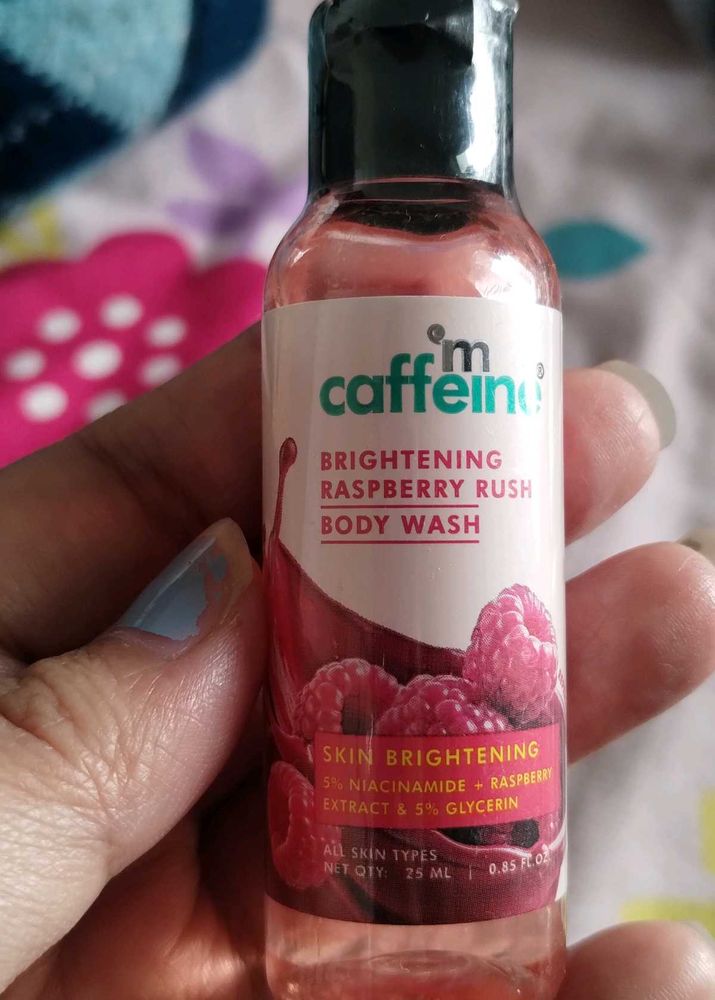 'm
caffeine®
BRIGHTENING
RASPBERRY RUSH
BODY WASH
SKIN BRIGHTENING
5% NIACINAMIDE + RASPBERRY
EXTRACT & 5% GLYCERIN
ALL SKIN TYPES
NET QTY: 25 ML | 0.85 FL.OZ.